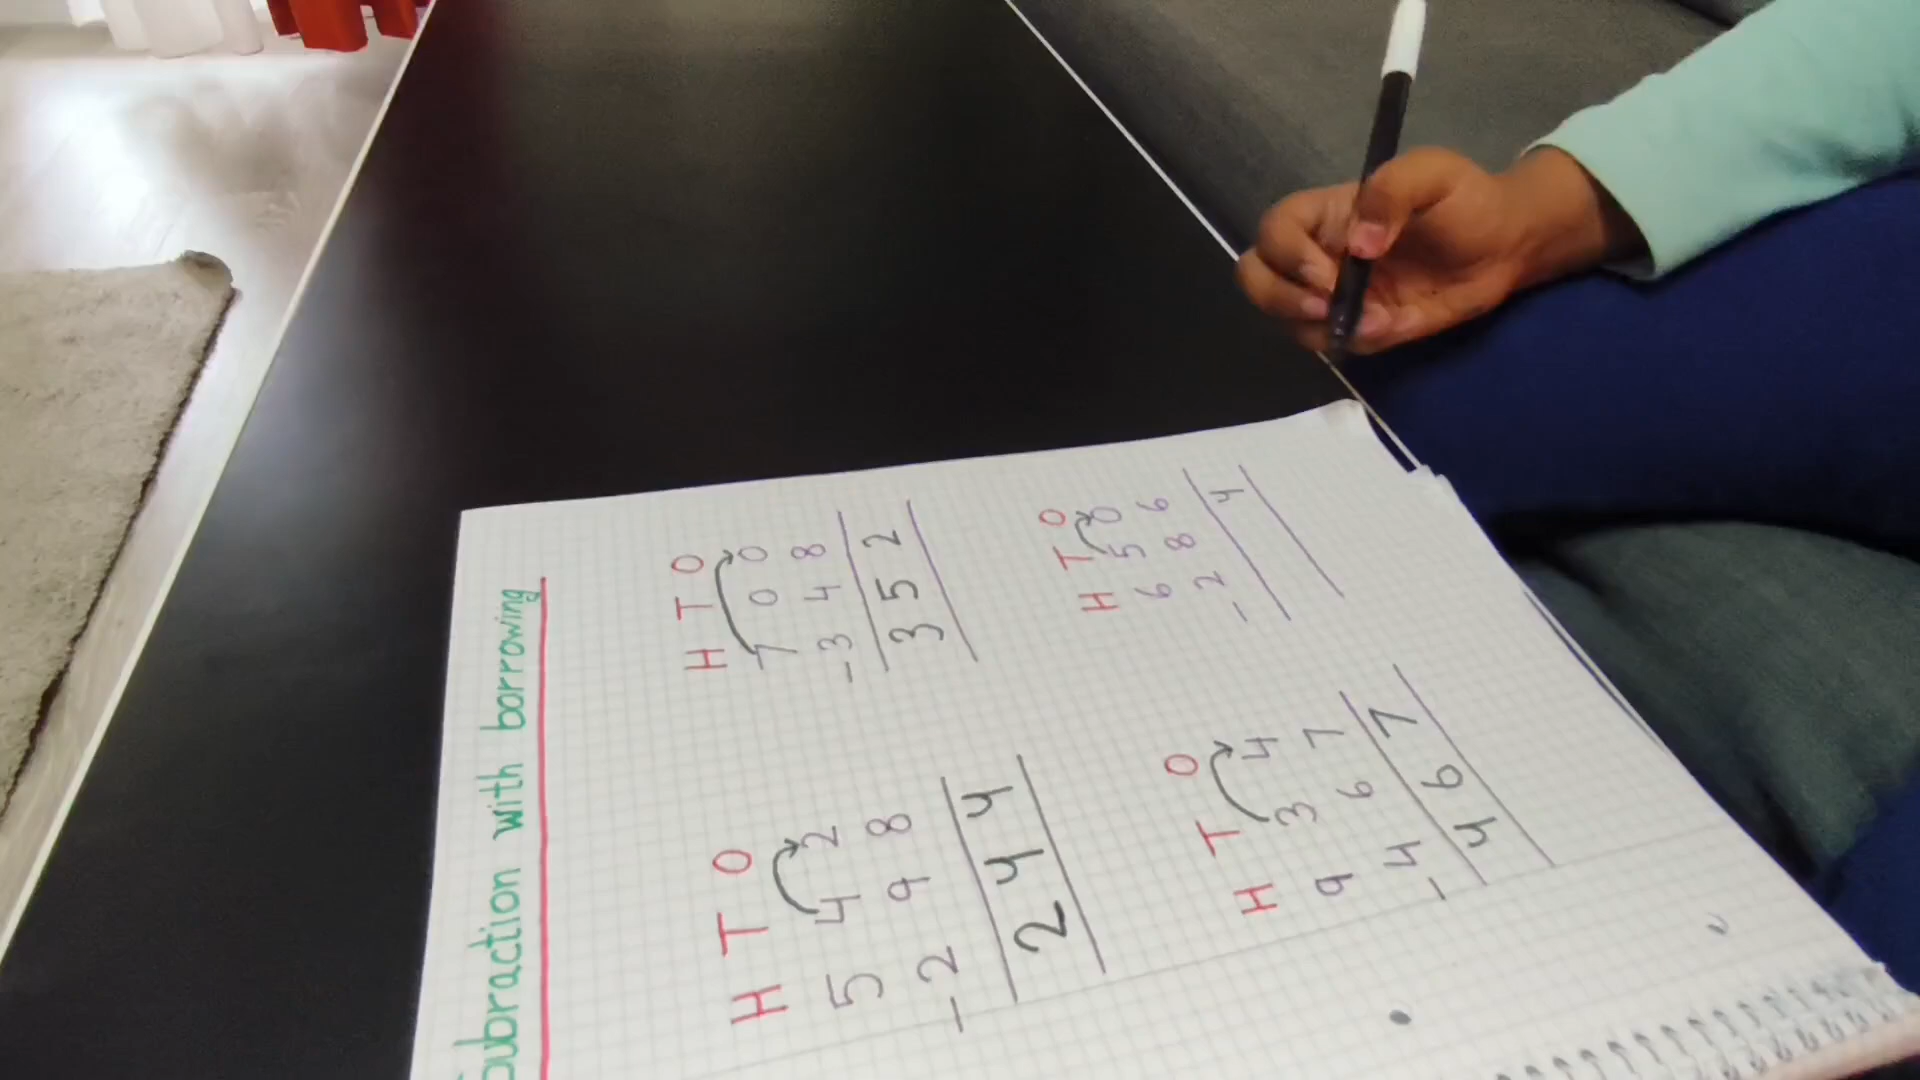 Subraction with borrowing
H T O
5 4 2
- 2 9 8
2 4 4
H T O
7 0 0
- 3 4 8
3 5 2
H T O
9 3 4
- 4 6 7
4 6 7
H T O
6 5 0
- 2 8 6
4